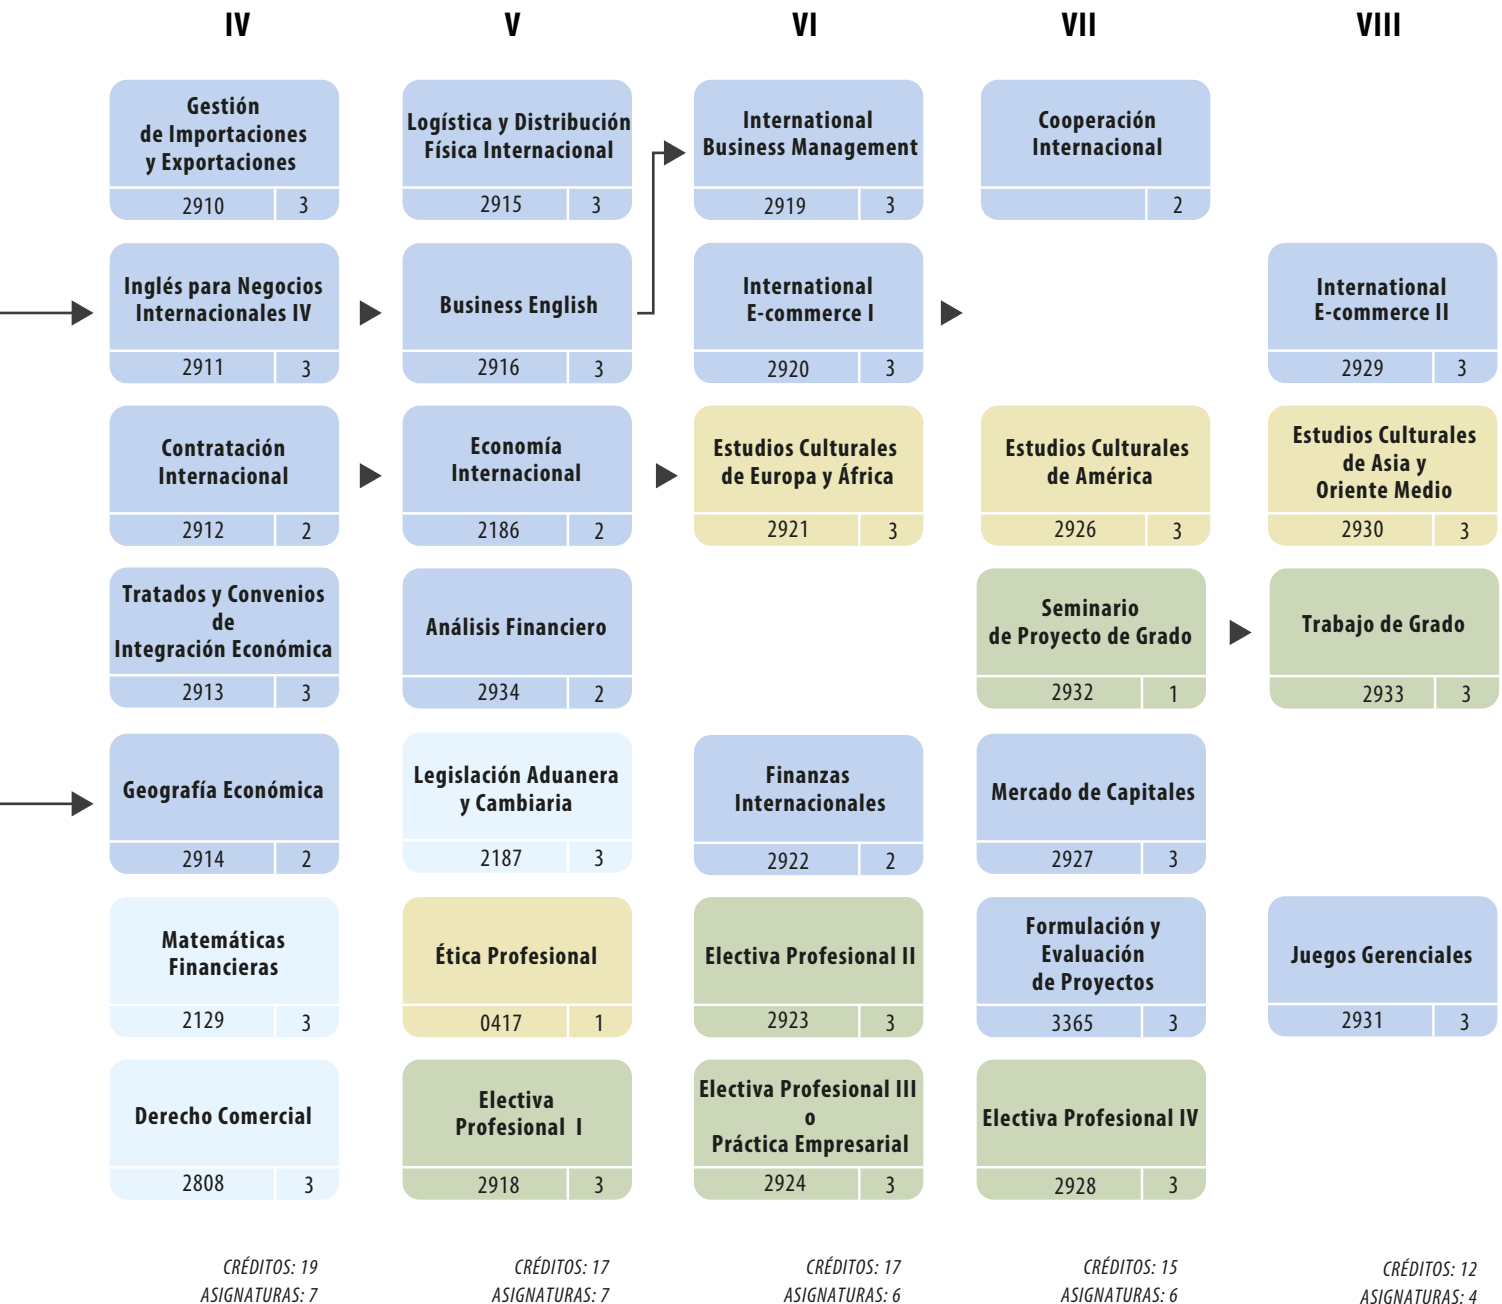 IV
V
VI
VII
VIII
Gestión
de Importaciones
y Exportaciones
2910
3
Logística y Distribución
Física Internacional
2915
3
International
Business Management
2919
3
Cooperación
Internacional
2
Inglés para Negocios
Internacionales IV
2911
3
Business English
2916
3
International
E-commerce I
2920
3
International
E-commerce II
2929
3
Contratación
Internacional
2912
2
Economía
Internacional
2186
2
Estudios Culturales
de Europa y África
2921
3
Estudios Culturales
de América
2926
3
Estudios Culturales
de Asia y
Oriente Medio
2930
3
Tratados y Convenios
de
Integración Económica
2913
3
Análisis Financiero
2934
2
Seminario
de Proyecto de Grado
2932
1
Trabajo de Grado
2933
3
Geografía Económica
2914
2
Legislación Aduanera
y Cambiaria
2187
3
Finanzas
Internacionales
2922
2
Mercado de Capitales
2927
3
Matemáticas
Financieras
2129
3
Ética Profesional
0417
1
Electiva Profesional II
2923
3
Formulación y
Evaluación
de Proyectos
3365
3
Juegos Gerenciales
2931
3
Derecho Comercial
2808
3
Electiva
Profesional I
2918
3
Electiva Profesional III
o
Práctica Empresarial
2924
3
Electiva Profesional IV
2928
3
CRÉDITOS: 19
ASIGNATURAS: 7
CRÉDITOS: 17
ASIGNATURAS: 7
CRÉDITOS: 17
ASIGNATURAS: 6
CRÉDITOS: 15
ASIGNATURAS: 6
CRÉDITOS: 12
ASIGNATURAS: 4